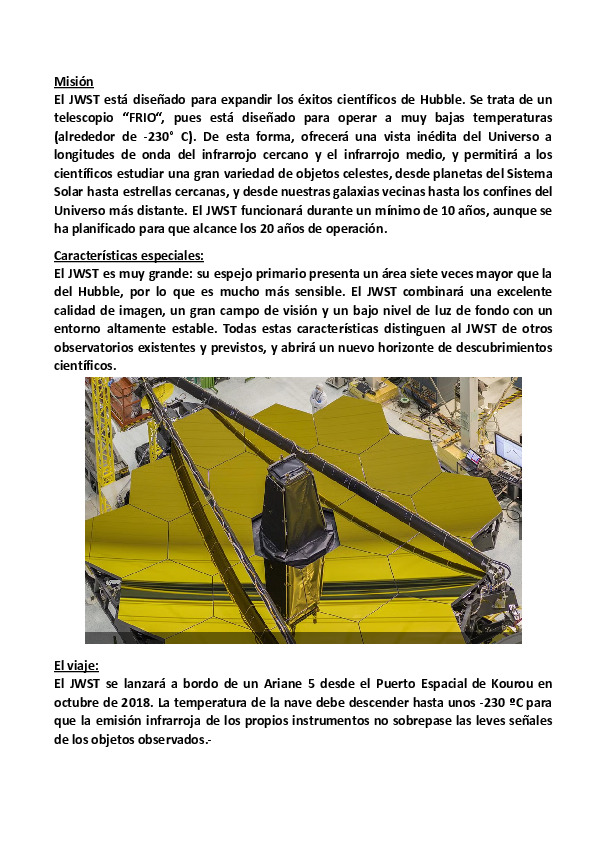 Misión
El JWST está diseñado para expandir los éxitos científicos de Hubble. Se trata de un
telescopio “FRIO“, pues está diseñado para operar a muy bajas temperaturas
(alrededor de -230° C). De esta forma, ofrecerá una vista inédita del Universo a
longitudes de onda del infrarrojo cercano y el infrarrojo medio, y permitirá a los
científicos estudiar una gran variedad de objetos celestes, desde planetas del Sistema
Solar hasta estrellas cercanas, y desde nuestras galaxias vecinas hasta los confines del
Universo más distante. El JWST funcionará durante un mínimo de 10 años, aunque se
ha planificado para que alcance los 20 años de operación.
Características especiales:
El JWST es muy grande: su espejo primario presenta un área siete veces mayor que la
del Hubble, por lo que es mucho más sensible. El JWST combinará una excelente
calidad de imagen, un gran campo de visión y un bajo nivel de luz de fondo con un
entorno altamente estable. Todas estas características distinguen al JWST de otros
observatorios existentes y previstos, y abrirá un nuevo horizonte de descubrimientos
científicos.
El viaje:
El JWST se lanzará a bordo de un Ariane 5 desde el Puerto Espacial de Kourou en
octubre de 2018. La temperatura de la nave debe descender hasta unos -230 ºC para
que la emisión infrarroja de los propios instrumentos no sobrepase las leves señales
de los objetos observados.-